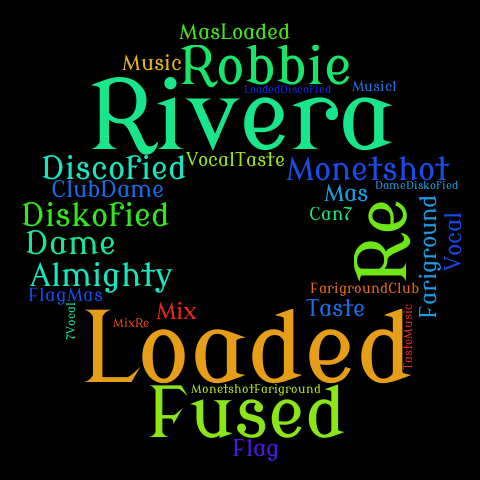 MasLoaded
Robbie
Music
Rivera
LoadedDiscoFied
Music1
VocalTaste
Discofied
Monetshot
ClubDame
Mas
DameDiskoFied
Diskofied
Can7
Re
Fariground
Vocal
Dame
Almighty
FlagMas
FarigroundClub
7Vocal
Mix
Taste
MixRe
Loaded
TasteMusic
MonetshotFariground
Fused
Flag